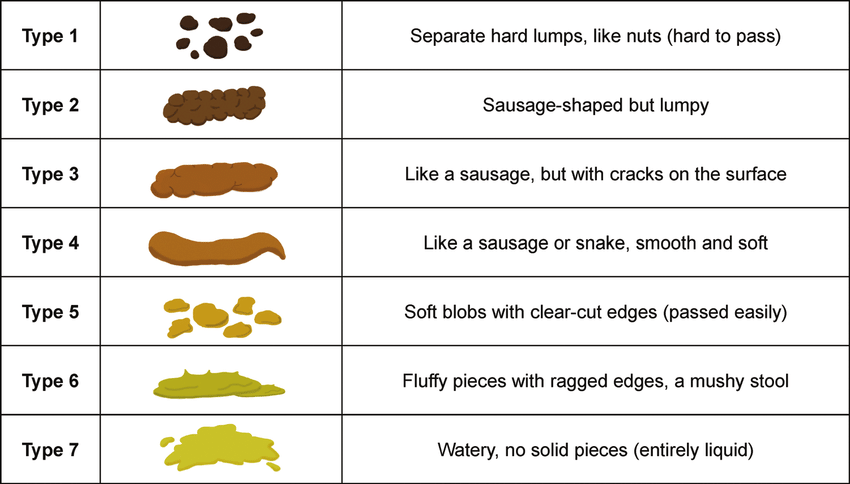 Type 1 Separate hard lumps, like nuts (hard to pass)
Type 2 Sausage-shaped but lumpy
Type 3 Like a sausage, but with cracks on the surface
Type 4 Like a sausage or snake, smooth and soft
Type 5 Soft blobs with clear-cut edges (passed easily)
Type 6 Fluffy pieces with ragged edges, a mushy stool
Type 7 Watery, no solid pieces (entirely liquid)